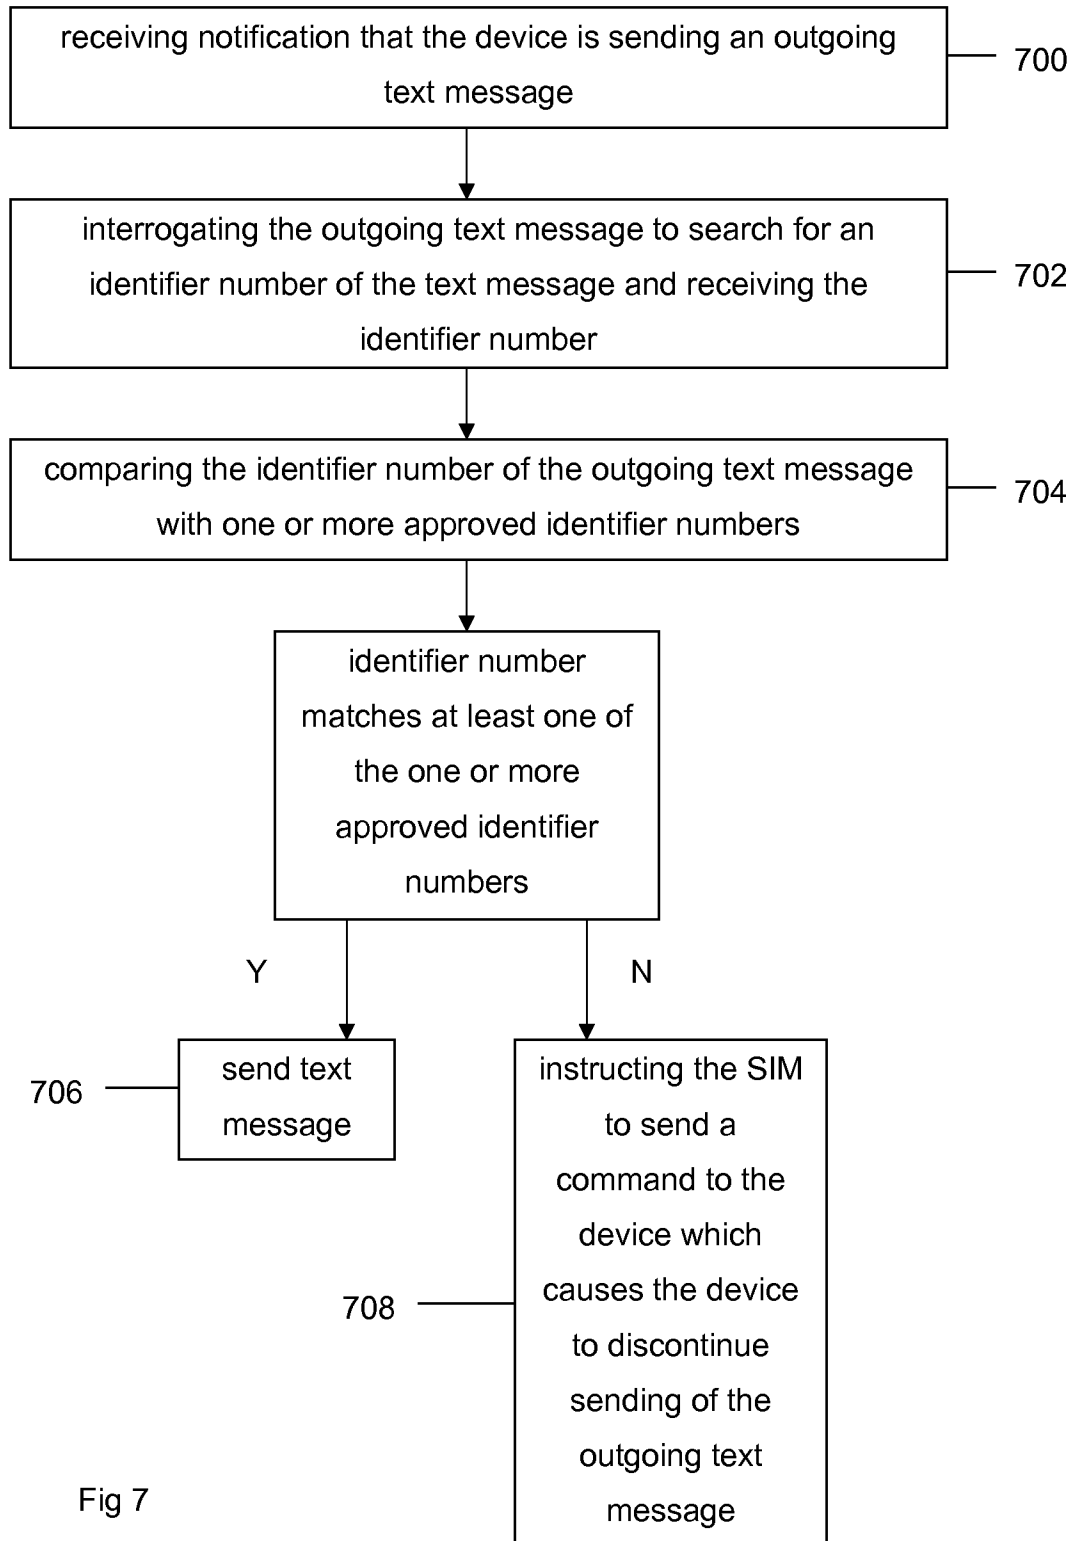 receiving notification that the device is sending an outgoing
text message
700
interrogating the outgoing text message to search for an
identifier number of the text message and receiving the
identifier number
702
comparing the identifier number of the outgoing text message
with one or more approved identifier numbers
704
identifier number
matches at least one of
the one or more
approved identifier
numbers
Y
N
send text
message
706
instructing the SIM
to send a
command to the
device which
causes the device
to discontinue
sending of the
outgoing text
message
708
Fig 7